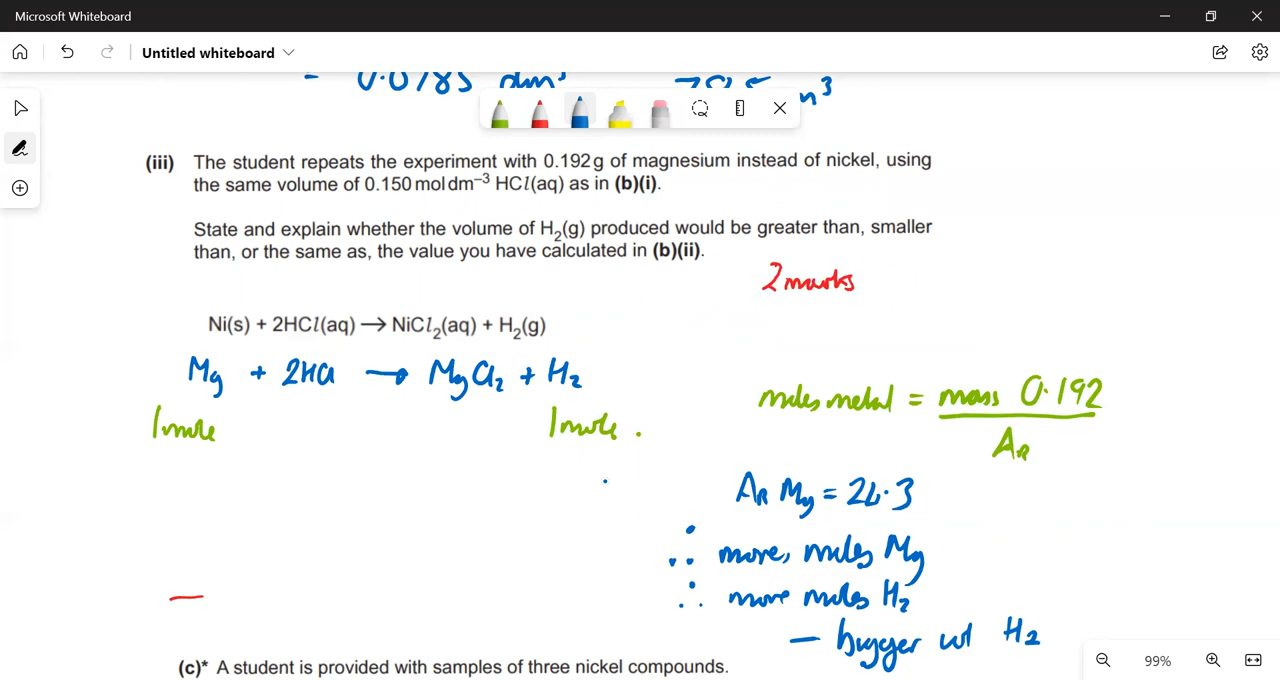 Microsoft Whiteboard
Untitled whiteboard
= 0.0785 dm³
(iii) The student repeats the experiment with 0.192 g of magnesium instead of nickel, using
the same volume of 0.150 mol dm⁻³ HCl(aq) as in (b)(i).
State and explain whether the volume of H₂(g) produced would be greater than, smaller
than, or the same as, the value you have calculated in (b)(ii).
2 marks
Ni(s) + 2HCl(aq) → NiCl₂(aq) + H₂(g)
Mg + 2HCl → MgCl₂ + H₂
moles metal = mass 0.192
Aᵣ
1 mole 1 mole .
Aᵣ Mg = 24.3
∴ more, moles Mg
∴ more moles H₂
– bigger vol H₂
(c)* A student is provided with samples of three nickel compounds.
99%